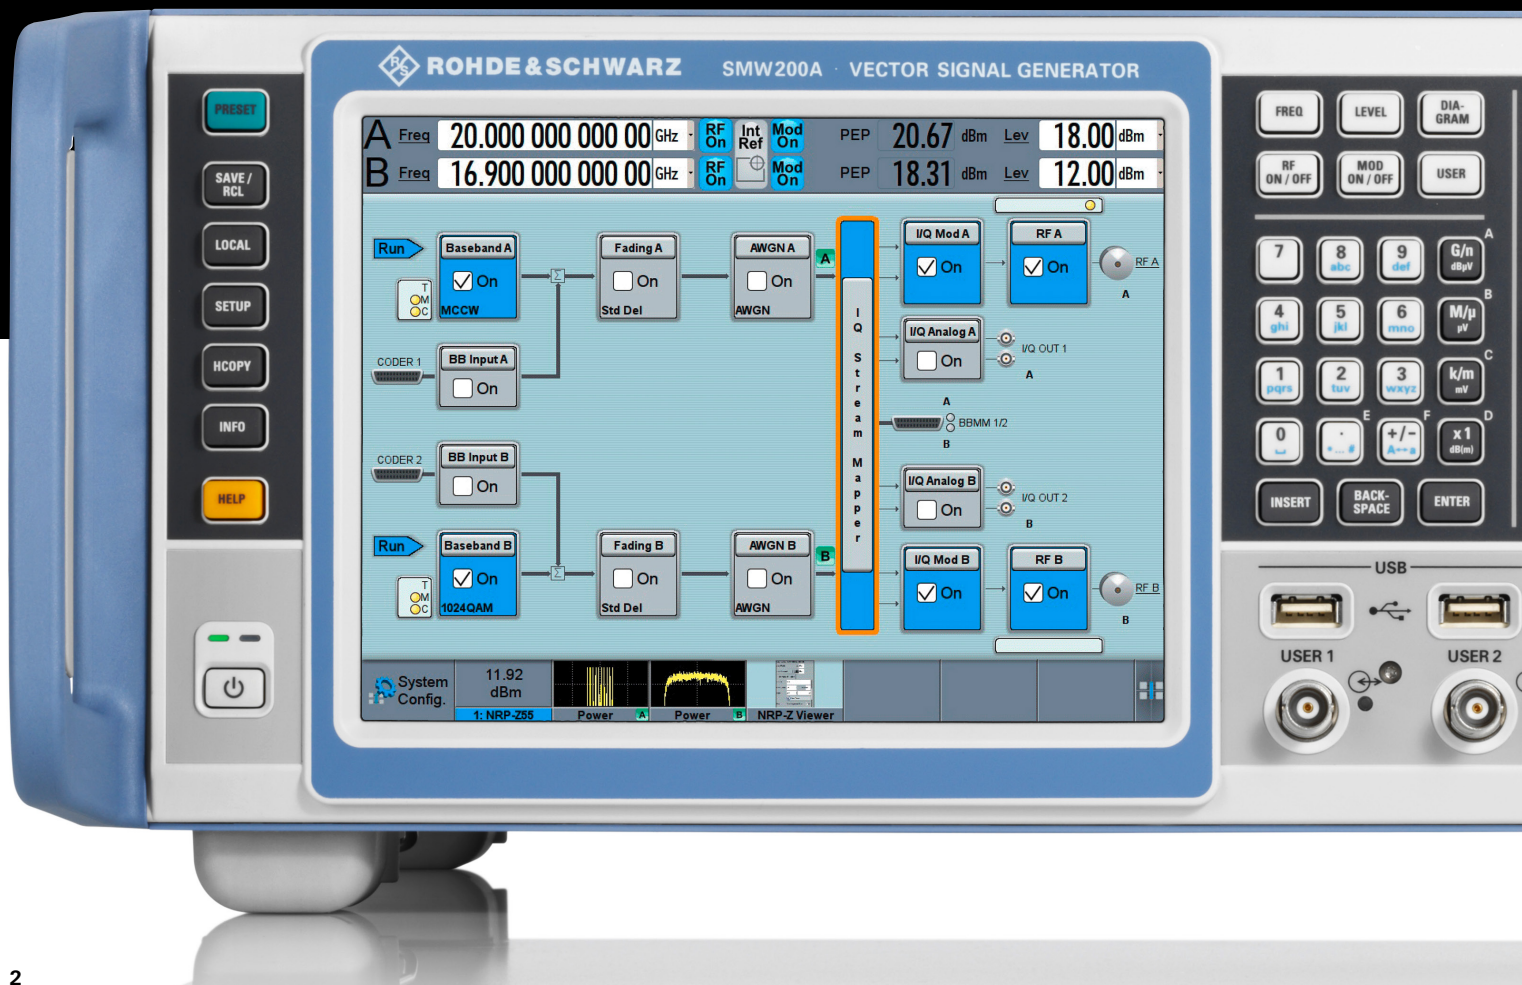 ROHDE & SCHWARZ SMW200A · VECTOR SIGNAL GENERATOR
PRESET
SAVE /
RCL
LOCAL
SETUP
HCOPY
INFO
HELP
A Freq 20.000 000 000 00 GHz RF On Int Ref Mod On PEP 20.67 dBm Lev 18.00 dBm
B Freq 16.900 000 000 00 GHz RF On Mod On PEP 18.31 dBm Lev 12.00 dBm
Run
Baseband A
On
MCCW
T
M
C
Fading A
On
Std Del
AWGN A
On
AWGN
A
I/Q Mod A
On
RF A
On
RF A
A
CODER 1
BB Input A
On
I/Q Analog A
On
I/Q OUT 1
A
IQ Stream Mapper
A
BBMM 1/2
B
CODER 2
BB Input B
On
I/Q Analog B
On
I/Q OUT 2
B
Run
Baseband B
On
1024QAM
T
M
C
Fading B
On
Std Del
AWGN B
On
AWGN
B
I/Q Mod B
On
RF B
On
RF B
B
System
Config.
11.92
dBm
1: NRP-Z55
Power A
Power B
NRP-Z Viewer
FREQ LEVEL DIA-
GRAM
RF
ON / OFF
MOD
ON / OFF
USER
7
8
abc
9
def
G/n
dBµV
A
4
ghi
5
jkl
6
mno
M/µ
µV
B
1
pqrs
2
tuv
3
wxyz
k/m
mV
C
0
.
*...#
E
+/-
A↔a
F
x1
dB(m)
D
INSERT
BACK-
SPACE
ENTER
USB
USER 1 USER 2
2